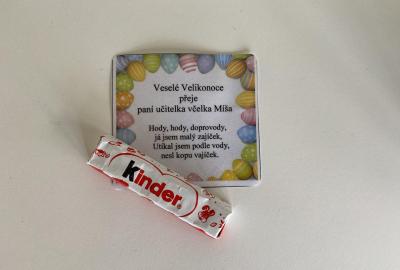 Veselé Velikonoce
přeje
paní učitelka včelka Míša
Hody, hody, doprovody,
já jsem malý zajíček,
Utíkal jsem podle vody,
nesl kopu vajíček.
Kinder